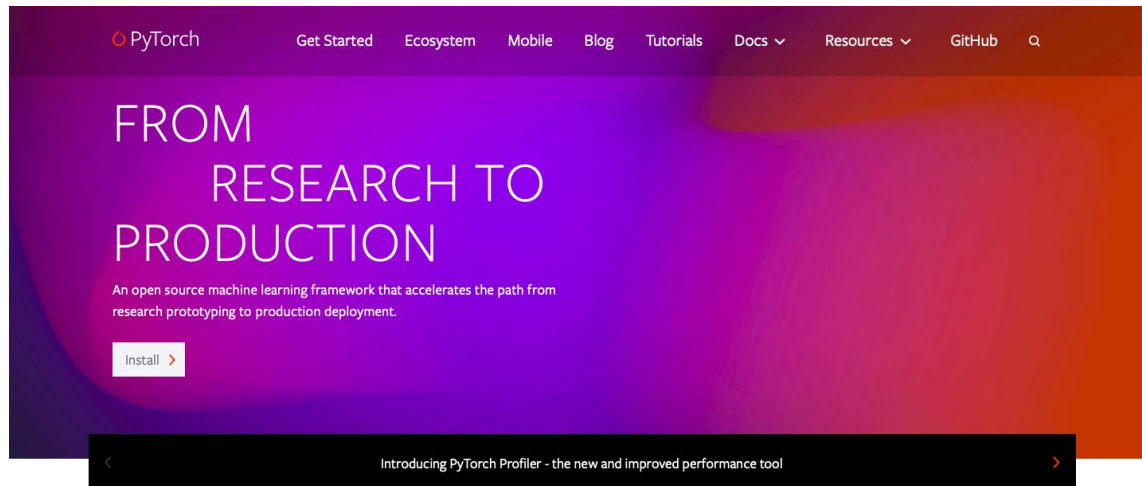 PyTorch Get Started Ecosystem Mobile Blog Tutorials Docs Resources GitHub
FROM
RESEARCH TO
PRODUCTION
An open source machine learning framework that accelerates the path from
research prototyping to production deployment.
Install
Introducing PyTorch Profiler - the new and improved performance tool